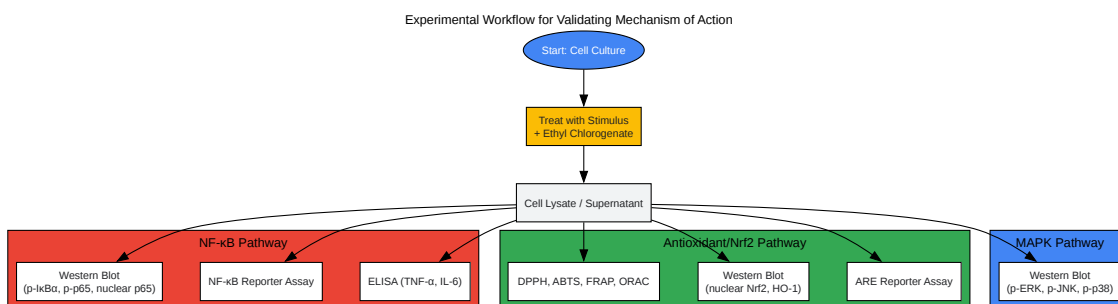 Experimental Workflow for Validating Mechanism of Action
Start: Cell Culture
Treat with Stimulus
+ Ethyl Chlorogenate
Cell Lysate / Supernatant
NF-κB Pathway
Western Blot
(p-IκBα, p-p65, nuclear p65)
NF-κB Reporter Assay
ELISA (TNF-α, IL-6)
Antioxidant/Nrf2 Pathway
DPPH, ABTS, FRAP, ORAC
Western Blot
(nuclear Nrf2, HO-1)
ARE Reporter Assay
MAPK Pathway
Western Blot
(p-ERK, p-JNK, p-p38)